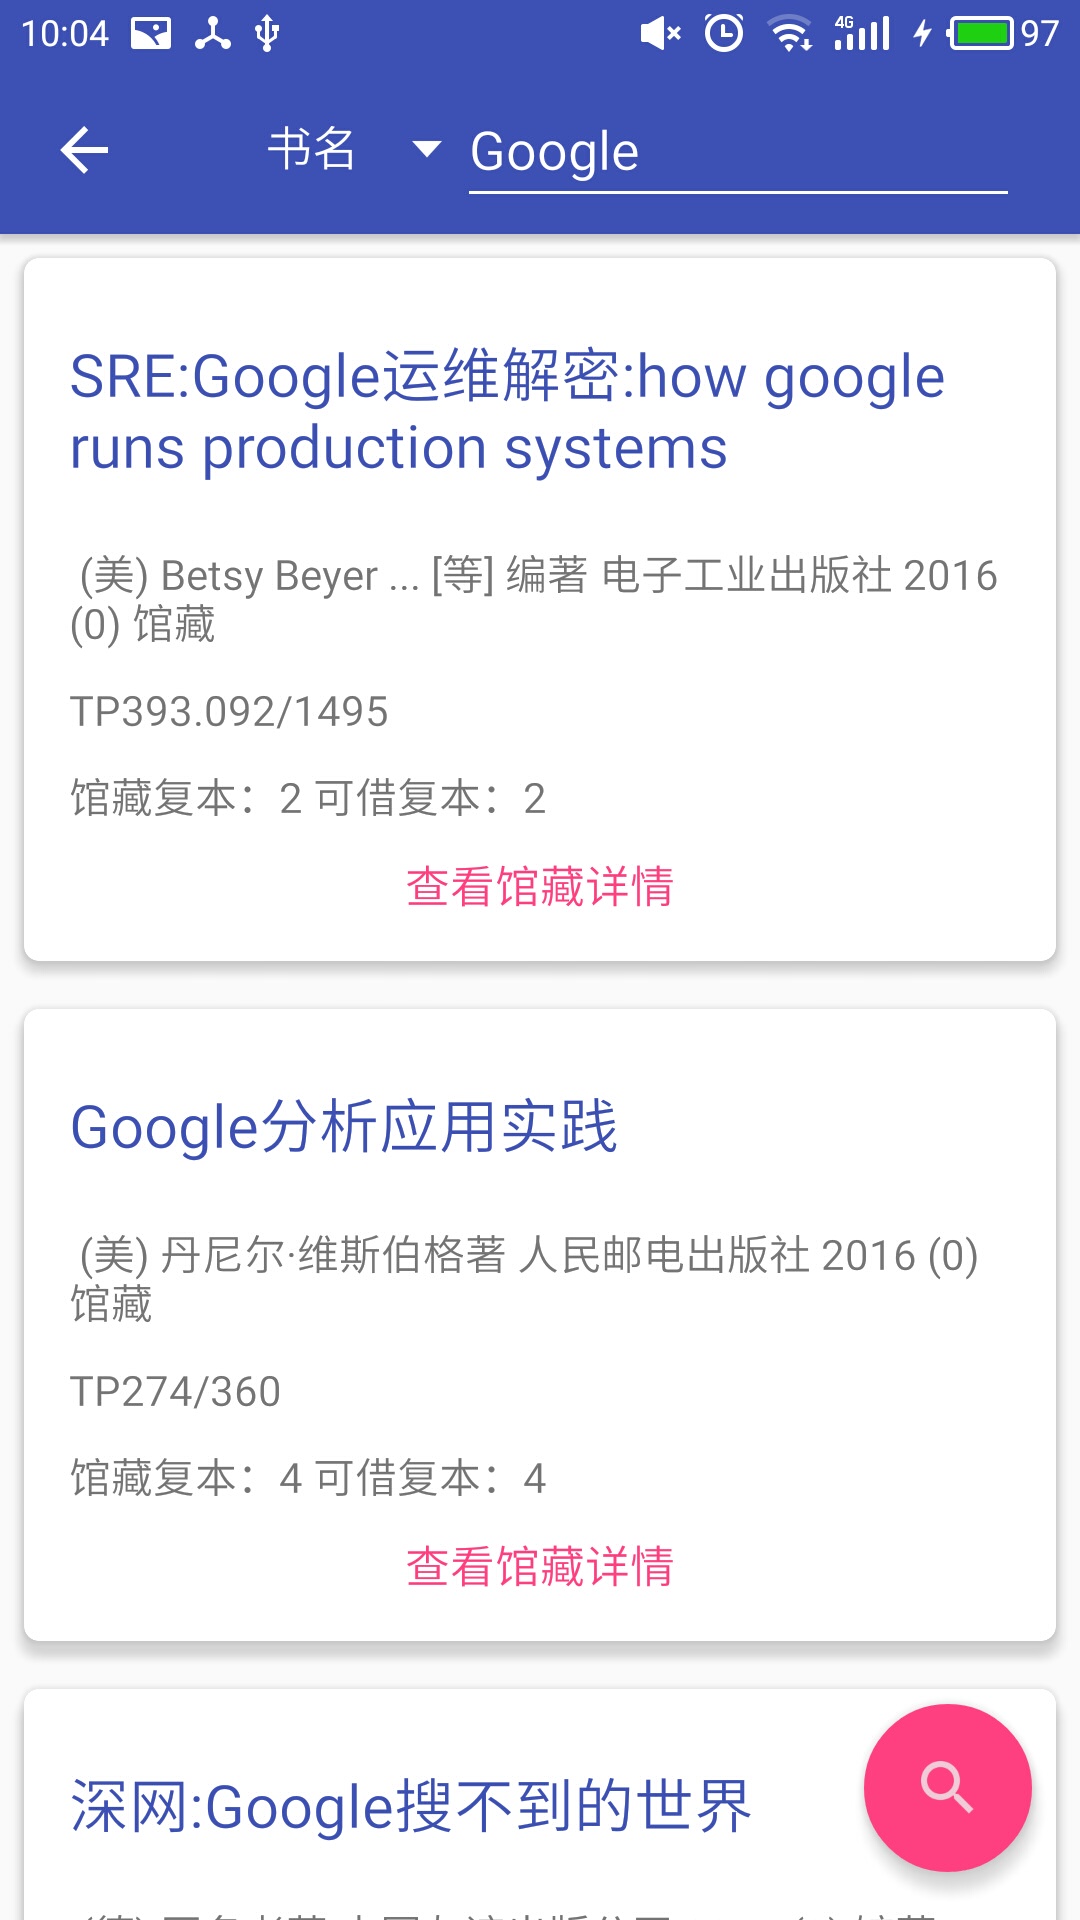 10:04 4G 97
书名 Google
SRE:Google运维解密:how google
runs production systems
(美) Betsy Beyer ... [等] 编著 电子工业出版社 2016
(0) 馆藏
TP393.092/1495
馆藏复本：2 可借复本：2
查看馆藏详情
Google分析应用实践
(美) 丹尼尔·维斯伯格著 人民邮电出版社 2016 (0)
馆藏
TP274/360
馆藏复本：4 可借复本：4
查看馆藏详情
深网:Google搜不到的世界